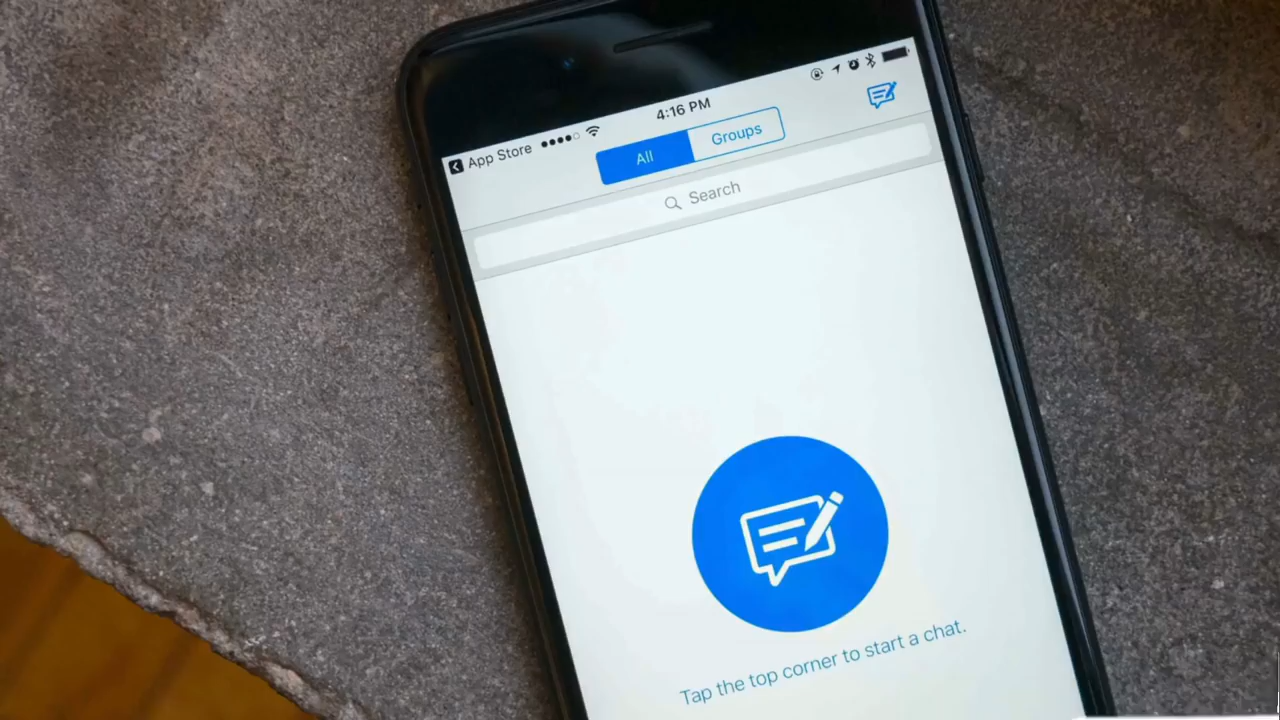 App Store 4:16 PM
All Groups
Search
Tap the top corner to start a chat.